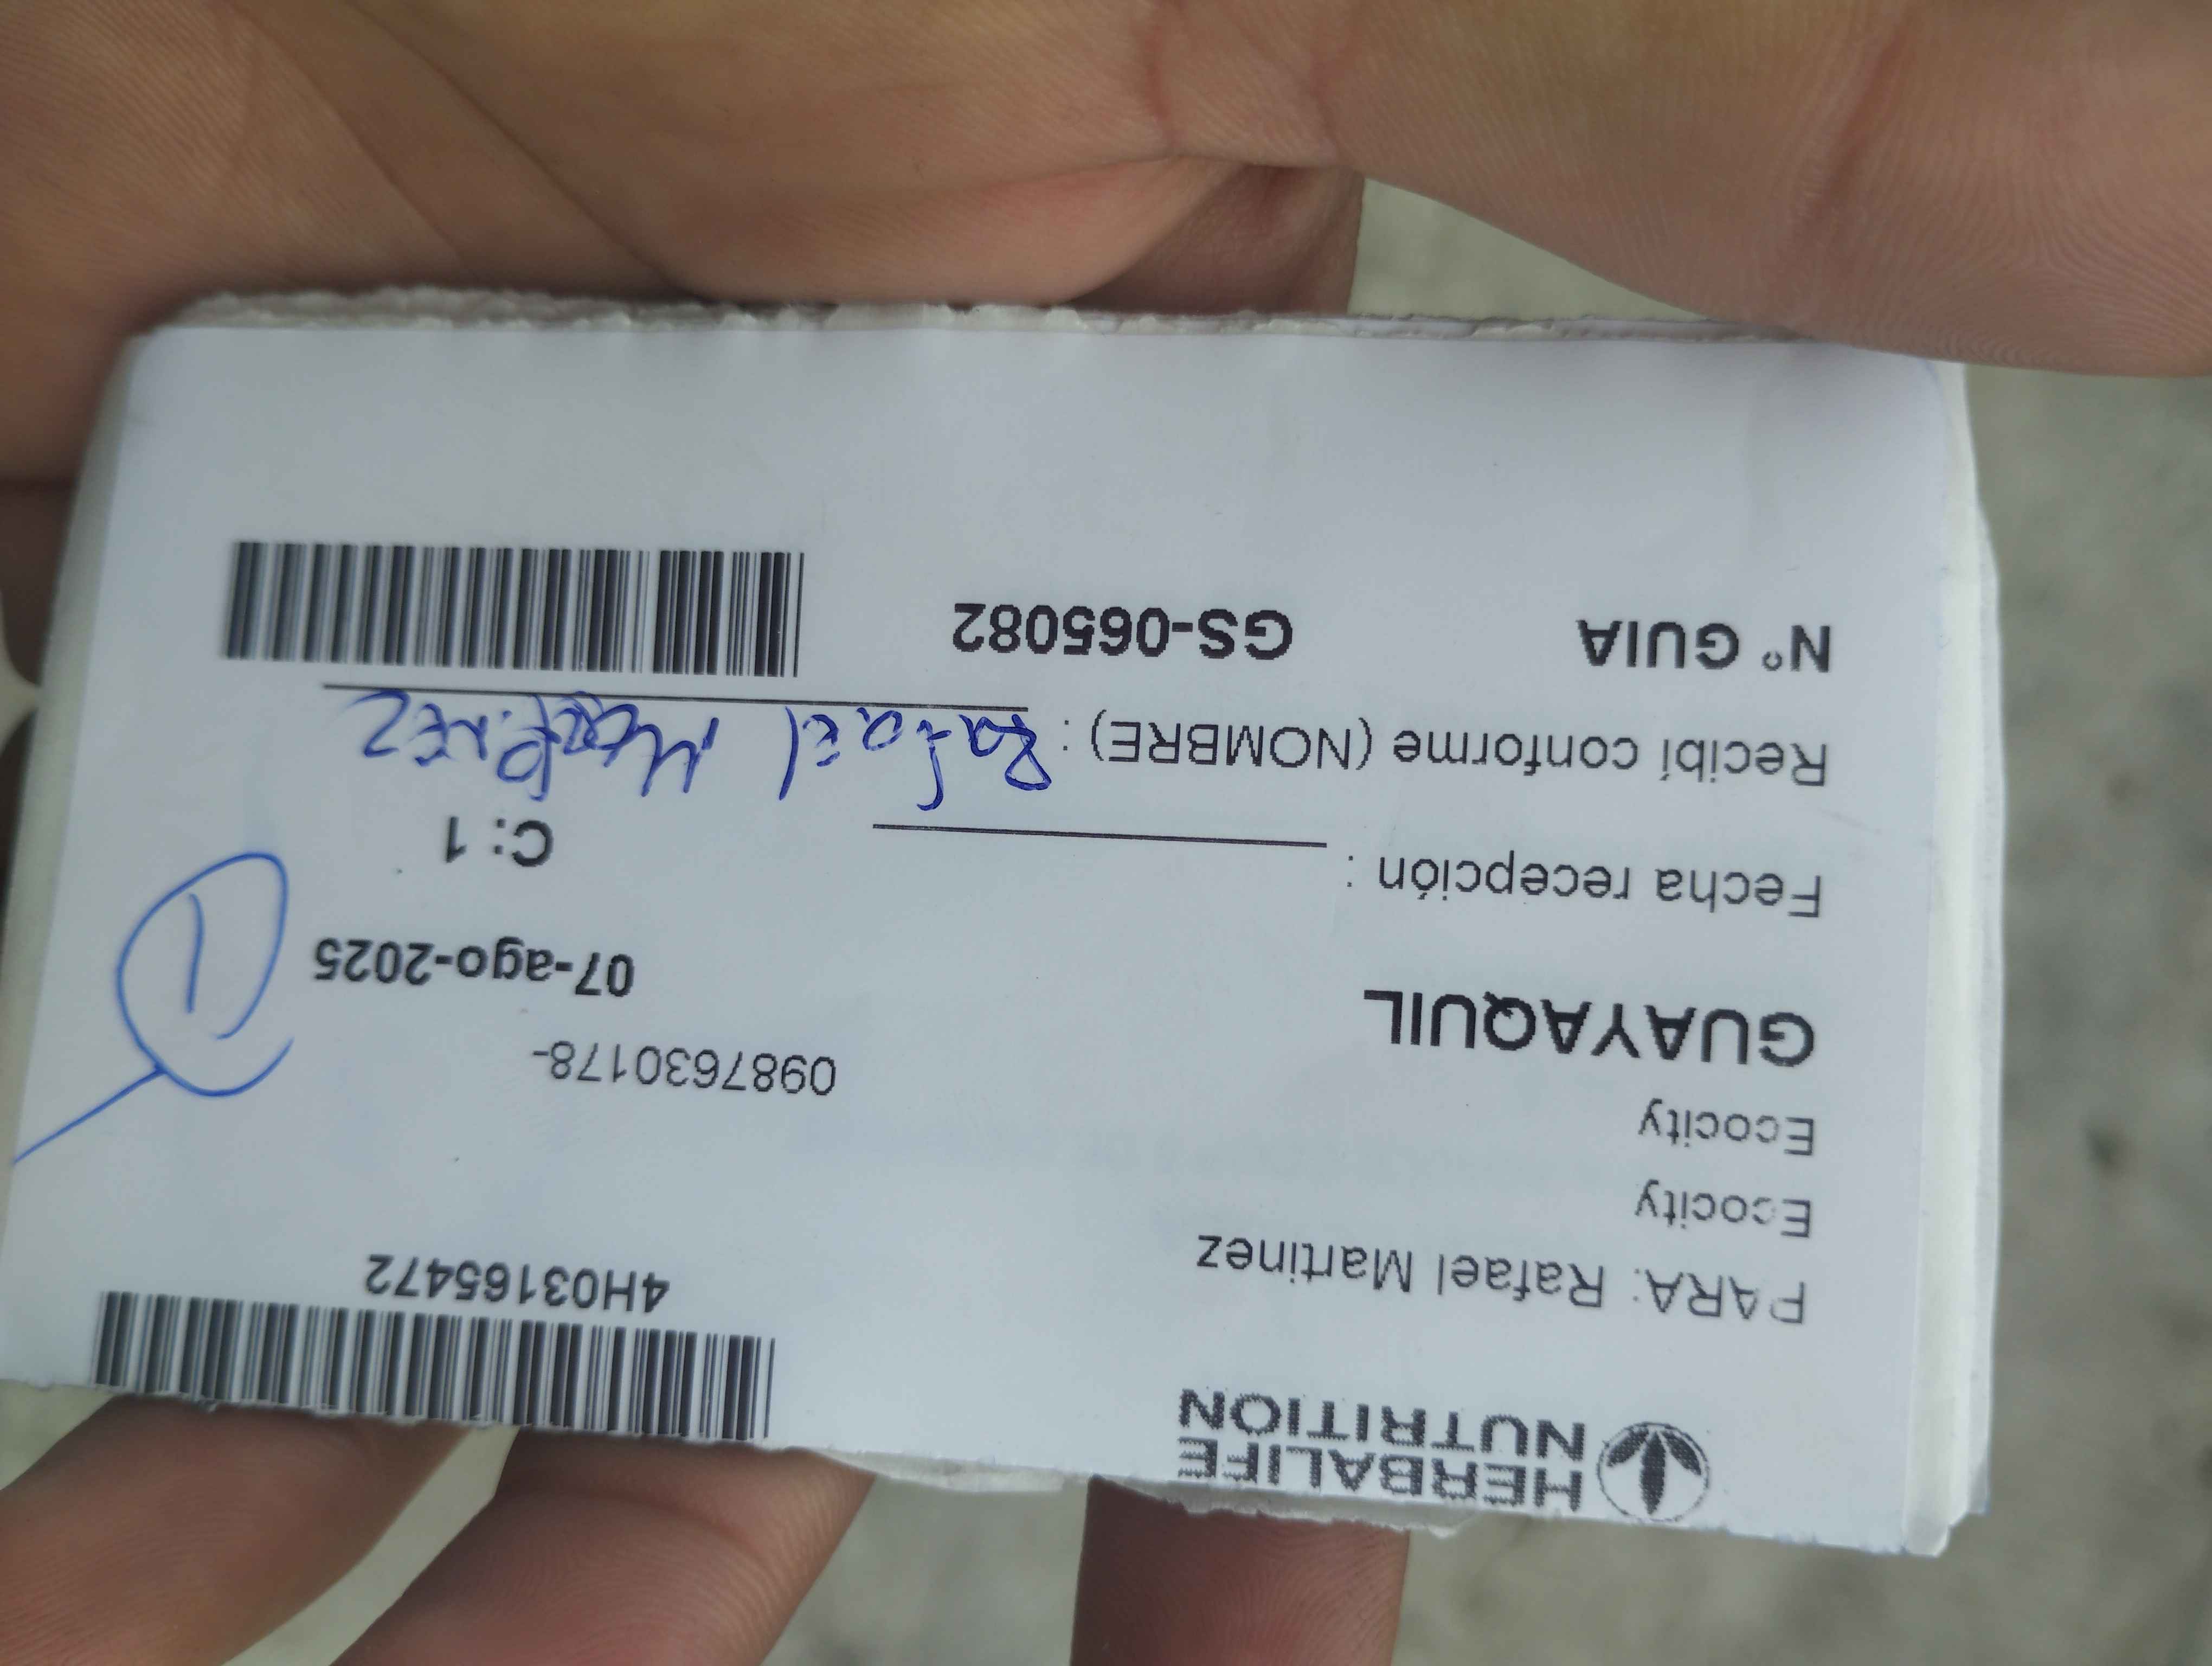 HERBALIFE
NUTRITION
4H03165472
PARA: Rafael Martinez
Ecocity
Ecocity
0987630178-
GUAYAQUIL
07-ago-2025
1
Fecha recepción :
C: 1
Recibí conforme (NOMBRE) : Rafael Martinez
N° GUIA GS-065082